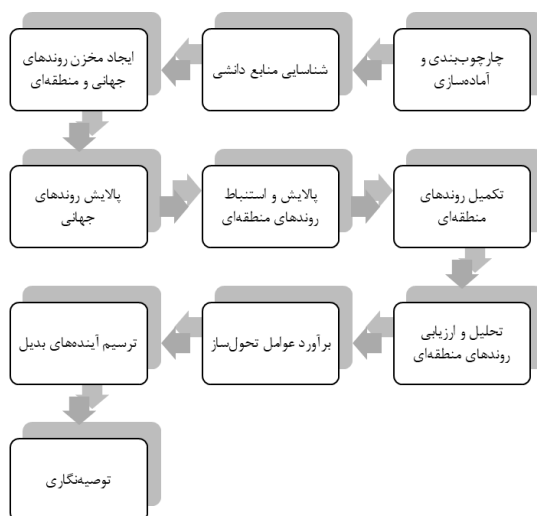 چارچوب‌بندی و
آماده‌سازی
شناسایی منابع دانشی
ایجاد مخزن روندهای
جهانی و منطقه‌ای
پالایش روندهای
جهانی
پالایش و استنباط
روندهای منطقه‌ای
تکمیل روندهای
منطقه‌ای
تحلیل و ارزیابی
روندهای منطقه‌ای
برآورد عوامل تحول‌ساز
ترسیم آینده‌های بدیل
توصیه‌نگاری